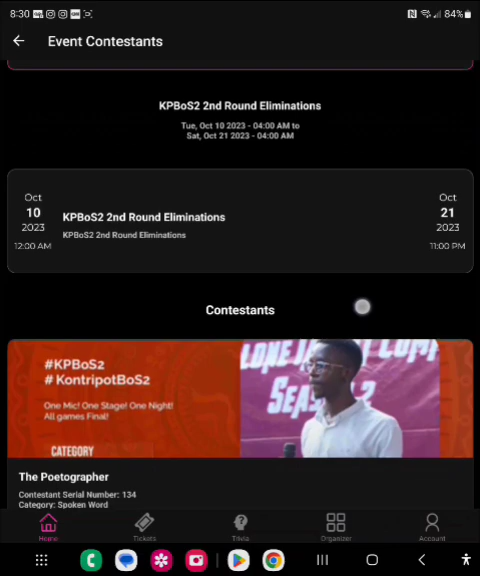 8:30
84%
Event Contestants
KPBoS2 2nd Round Eliminations
Tue, Oct 10 2023 - 04:00 AM to
Sat, Oct 21 2023 - 04:00 AM
Oct
10
2023
12:00 AM
KPBoS2 2nd Round Eliminations
KPBoS2 2nd Round Eliminations
Oct
21
2023
11:00 PM
Contestants
#KPBoS2
# KontripotBoS2
One Mic! One Stage! One Night!
All games Final!
CATEGORY
The Poetographer
Contestant Serial Number: 134
Category: Spoken Word
Home
Tickets
Trivia
Organizer
Account